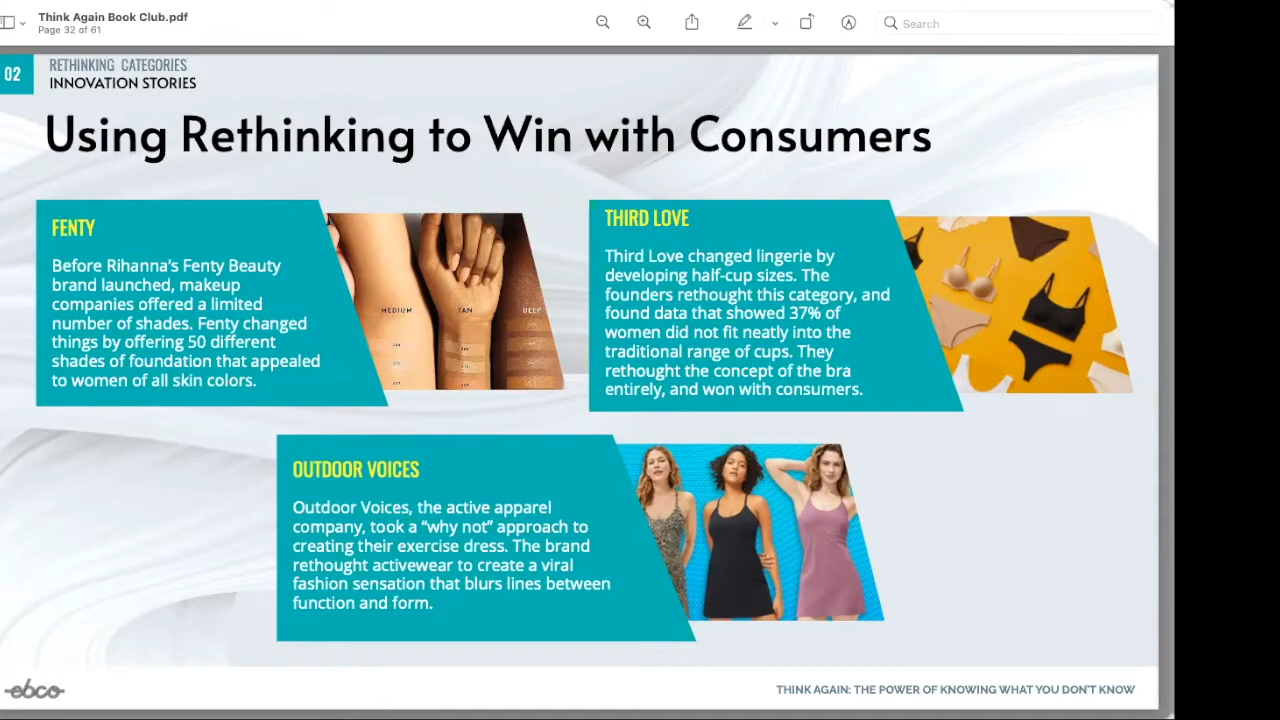 Think Again Book Club.pdf
Page 32 of 61
Search
02
RETHINKING CATEGORIES
INNOVATION STORIES
Using Rethinking to Win with Consumers
FENTY
Before Rihanna’s Fenty Beauty
brand launched, makeup
companies offered a limited
number of shades. Fenty changed
things by offering 50 different
shades of foundation that appealed
to women of all skin colors.
MEDIUM
TAN
DEEP
THIRD LOVE
Third Love changed lingerie by
developing half-cup sizes. The
founders rethought this category, and
found data that showed 37% of
women did not fit neatly into the
traditional range of cups. They
rethought the concept of the bra
entirely, and won with consumers.
OUTDOOR VOICES
Outdoor Voices, the active apparel
company, took a “why not” approach to
creating their exercise dress. The brand
rethought activewear to create a viral
fashion sensation that blurs lines between
function and form.
ebco
THINK AGAIN: THE POWER OF KNOWING WHAT YOU DON'T KNOW